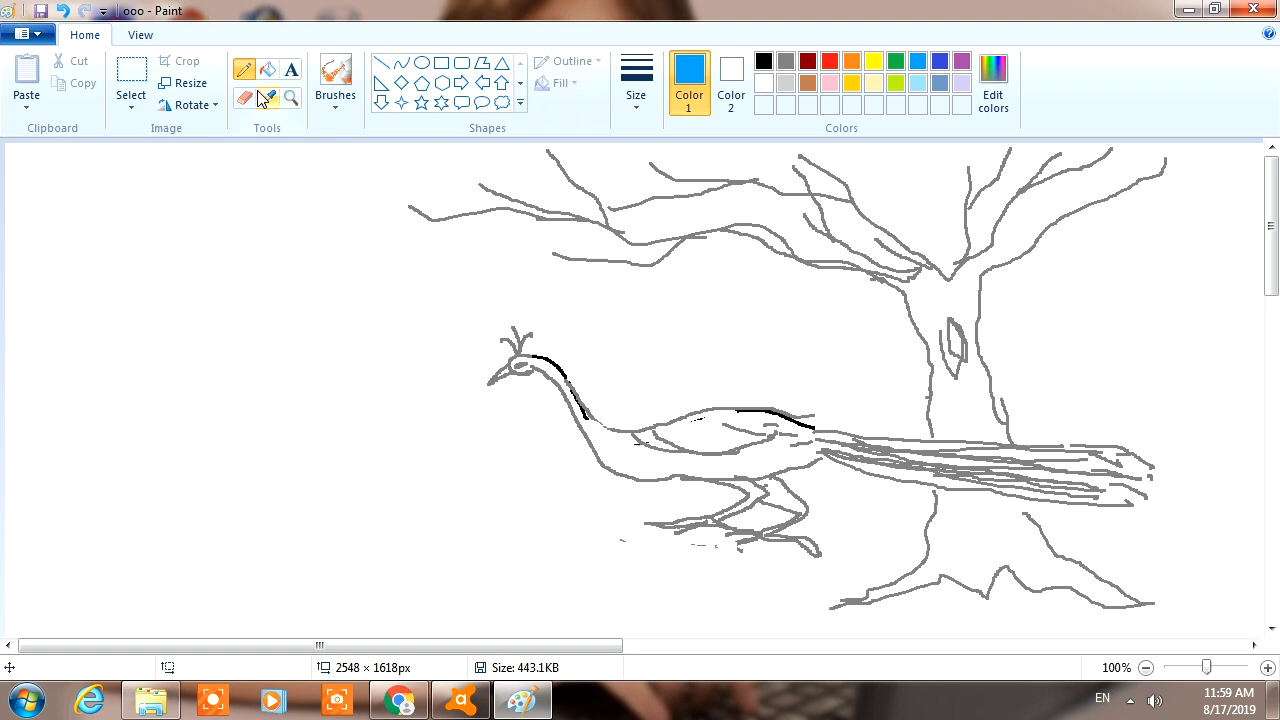 ooo - Paint
Home View
Paste
Cut
Copy
Clipboard
Select
Crop
Resize
Rotate
Image
A
Tools
Brushes
Outline
Fill
Shapes
Size
Color 1
Color 2
Edit colors
Colors
2548 × 1618px
Size: 443.1KB
100%
EN
11:59 AM
8/17/2019